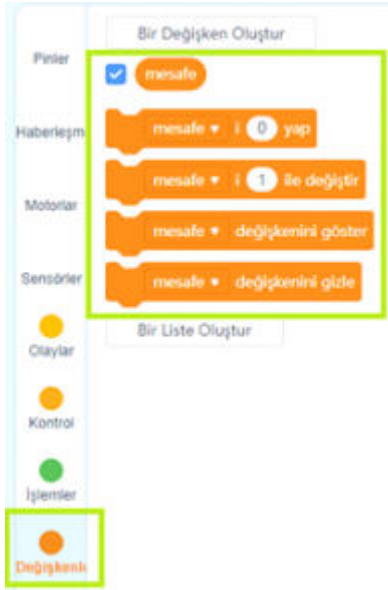 Bir Değişken Oluştur
Pinler
mesafe
Haberleşm
mesafe i 0 yap
mesafe i 1 ile değiştir
Motorlar
mesafe değişkenini göster
Sensörler
mesafe değişkenini gizle
Bir Liste Oluştur
Olaylar
Kontrol
İşlemler
Değişkenl